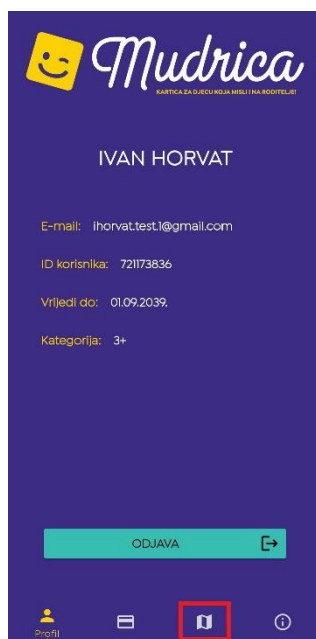 Mudrica
KARTICA ZA DJECU KOJA MISLI I NA RODITELJE!
IVAN HORVAT
E-mail: ihorvat.test.1@gmail.com
ID korisnika: 721173836
Vrijedi do: 01.09.2039.
Kategorija: 3+
ODJAVA
Profil